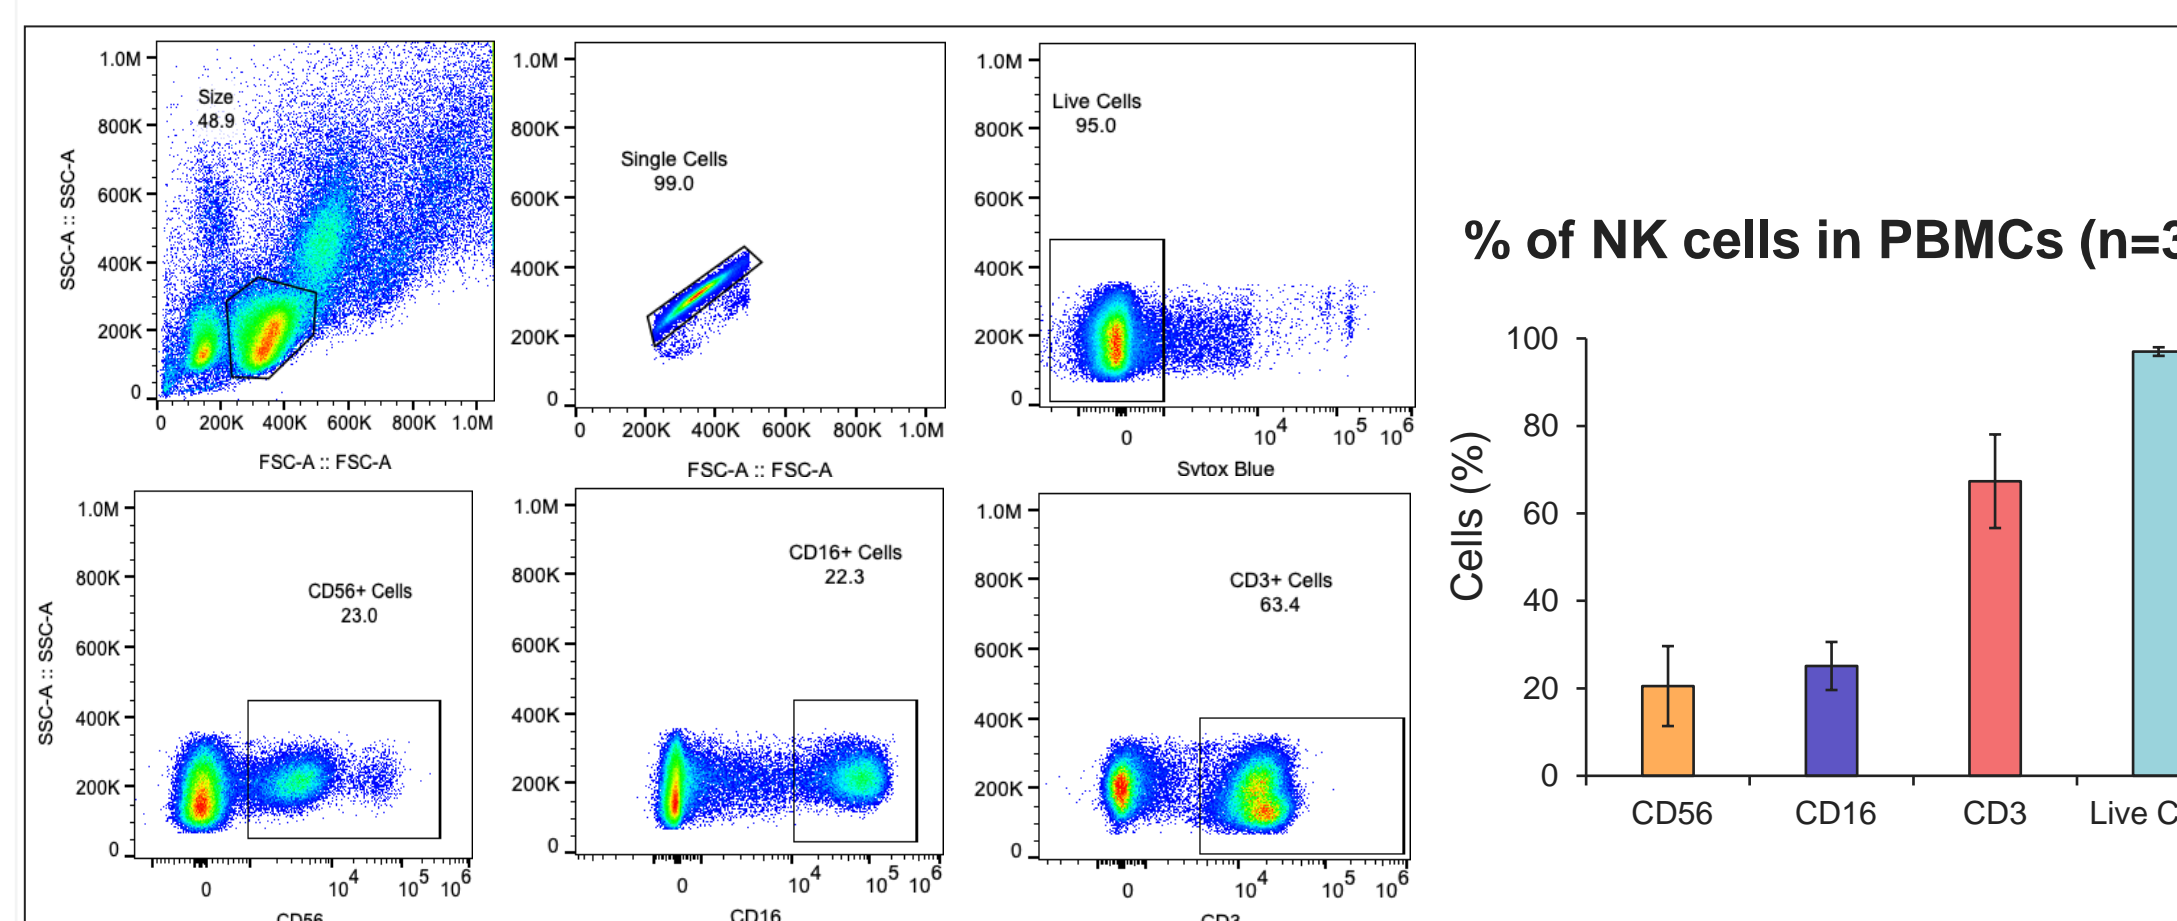 1.0M
800K
600K
400K
200K
0
SSC-A :: SSC-A
Size
48.9
0 200K 400K 600K 800K 1.0M
FSC-A :: FSC-A
1.0M
800K
600K
400K
200K
0
Single Cells
99.0
0 200K 400K 600K 800K 1.0M
FSC-A :: FSC-A
1.0M
800K
600K
400K
200K
0
Live Cells
95.0
0 10^4 10^5 10^6
Svtox Blue
1.0M
800K
600K
400K
200K
0
SSC-A :: SSC-A
CD56+ Cells
23.0
0 10^4 10^5 10^6
CD56
1.0M
800K
600K
400K
200K
0
CD16+ Cells
22.3
0 10^4 10^5 10^6
CD16
1.0M
800K
600K
400K
200K
0
CD3+ Cells
63.4
0 10^4 10^5 10^6
CD3
% of NK cells in PBMCs (n=3
Cells (%)
100
80
60
40
20
0
CD56 CD16 CD3 Live C